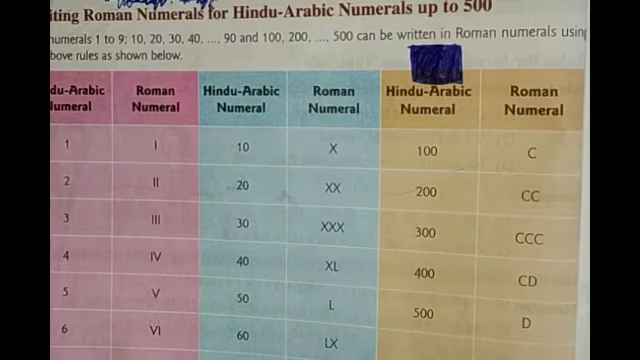 iting Roman Numerals for Hindu-Arabic Numerals up to 500
numerals 1 to 9; 10, 20, 30, 40, ..., 90 and 100, 200, ..., 500 can be written in Roman numerals using
bove rules as shown below.
du-Arabic Numeral Roman Numeral Hindu-Arabic Numeral Roman Numeral Hindu-Arabic Numeral Roman Numeral
1 I 10 X 100 C
2 II 20 XX 200 CC
3 III 30 XXX 300 CCC
4 IV 40 XL 400 CD
5 V 50 L 500 D
6 VI 60 LX